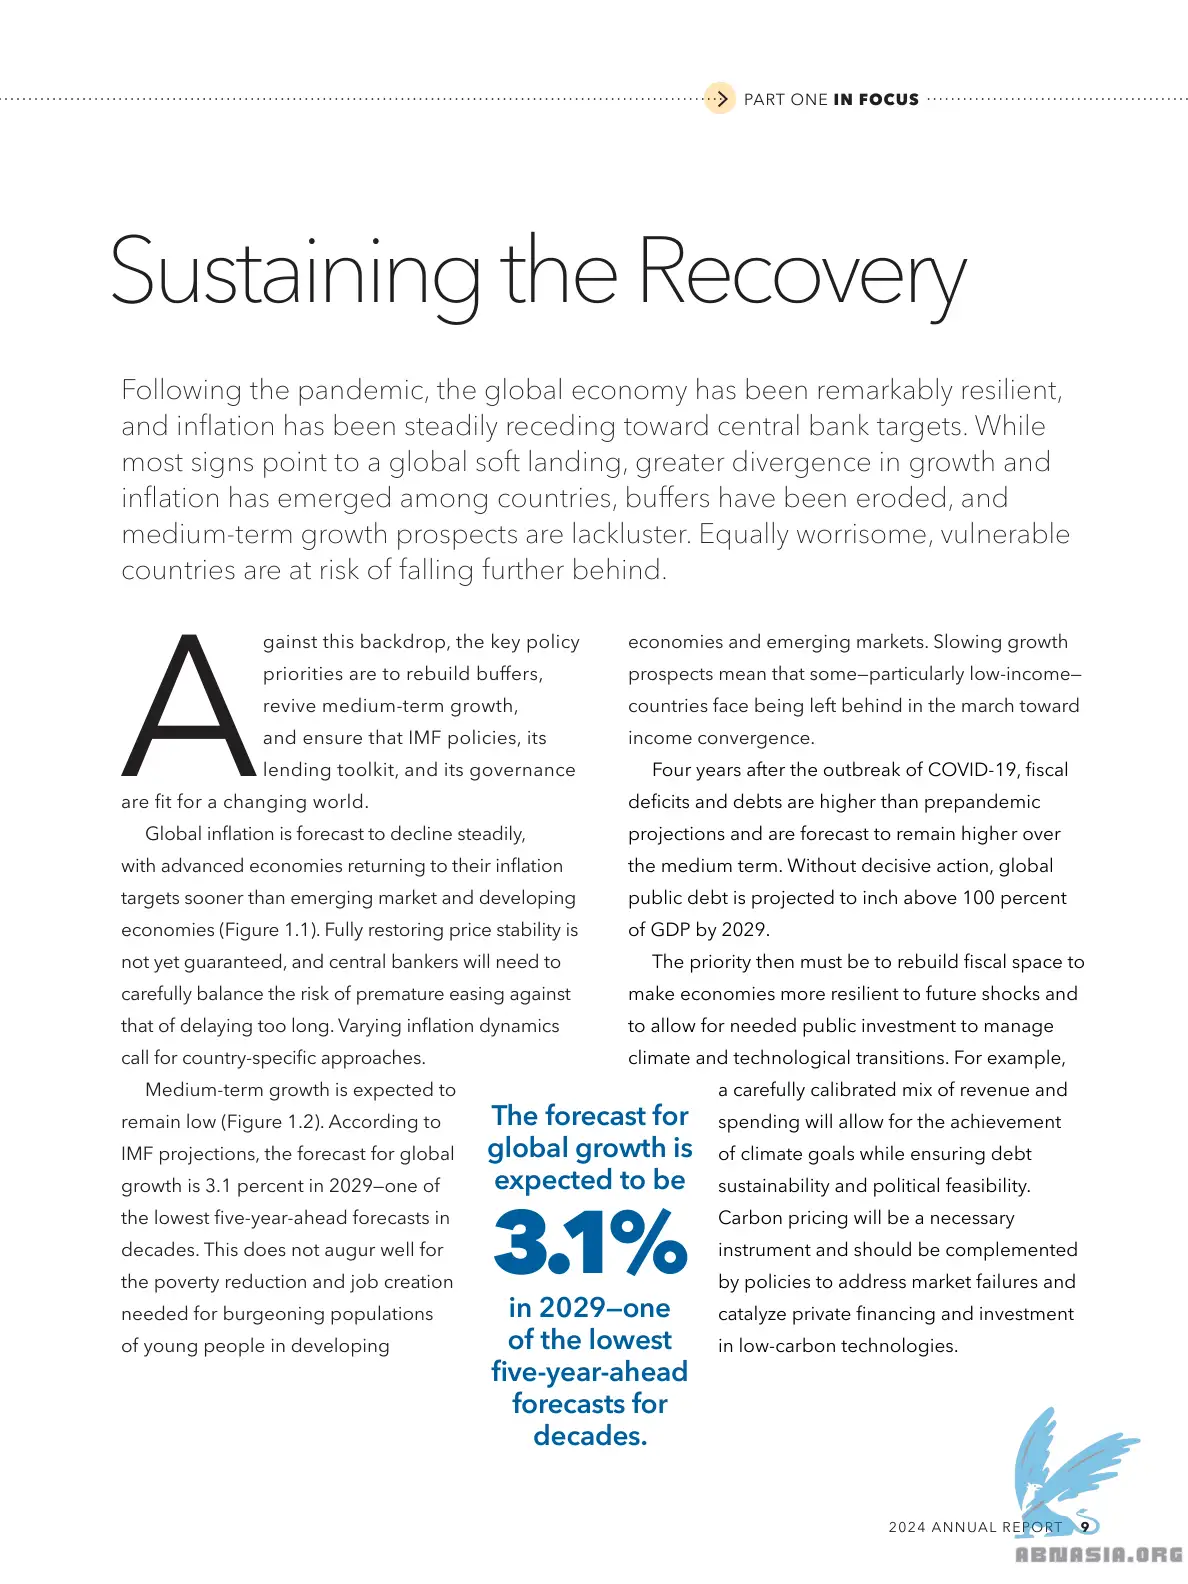 PART ONE IN FOCUS
Sustaining the Recovery
Following the pandemic, the global economy has been remarkably resilient,
and inflation has been steadily receding toward central bank targets. While
most signs point to a global soft landing, greater divergence in growth and
inflation has emerged among countries, buffers have been eroded, and
medium-term growth prospects are lackluster. Equally worrisome, vulnerable
countries are at risk of falling further behind.
Against this backdrop, the key policy
priorities are to rebuild buffers,
revive medium-term growth,
and ensure that IMF policies, its
lending toolkit, and its governance
are fit for a changing world.
Global inflation is forecast to decline steadily,
with advanced economies returning to their inflation
targets sooner than emerging market and developing
economies (Figure 1.1). Fully restoring price stability is
not yet guaranteed, and central bankers will need to
carefully balance the risk of premature easing against
that of delaying too long. Varying inflation dynamics
call for country-specific approaches.
Medium-term growth is expected to
remain low (Figure 1.2). According to
IMF projections, the forecast for global
growth is 3.1 percent in 2029—one of
the lowest five-year-ahead forecasts in
decades. This does not augur well for
the poverty reduction and job creation
needed for burgeoning populations
of young people in developing
economies and emerging markets. Slowing growth
prospects mean that some—particularly low-income—
countries face being left behind in the march toward
income convergence.
Four years after the outbreak of COVID-19, fiscal
deficits and debts are higher than prepandemic
projections and are forecast to remain higher over
the medium term. Without decisive action, global
public debt is projected to inch above 100 percent
of GDP by 2029.
The priority then must be to rebuild fiscal space to
make economies more resilient to future shocks and
to allow for needed public investment to manage
climate and technological transitions. For example,
a carefully calibrated mix of revenue and
spending will allow for the achievement
of climate goals while ensuring debt
sustainability and political feasibility.
Carbon pricing will be a necessary
instrument and should be complemented
by policies to address market failures and
catalyze private financing and investment
in low-carbon technologies.
The forecast for
global growth is
expected to be
3.1%
in 2029—one
of the lowest
five-year-ahead
forecasts for
decades.
2024 ANNUAL REPORT 9
ABNASIA.ORG